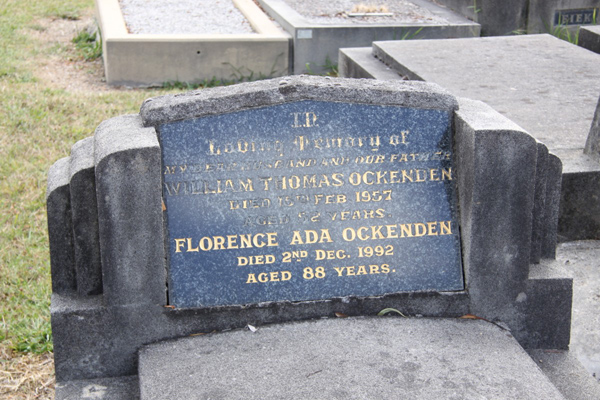 IN
Loving Memory of
MY DEAR HUSBAND AND OUR FATHER
WILLIAM THOMAS OCKENDEN
DIED 15TH FEB. 1957
AGED 52 YEARS.
FLORENCE ADA OCKENDEN
DIED 2ND DEC. 1992
AGED 88 YEARS.